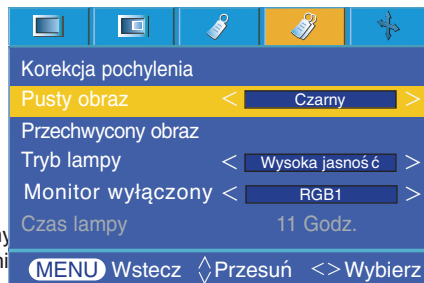 Korekcja pochylenia
Pusty obraz < Czarny >
Przechwycony obraz
Tryb lampy < Wysoka jasność >
Monitor wyłączony < RGB1 >
Czas lampy 11 Godz.
MENU Wstecz Przesuń <> Wybierz